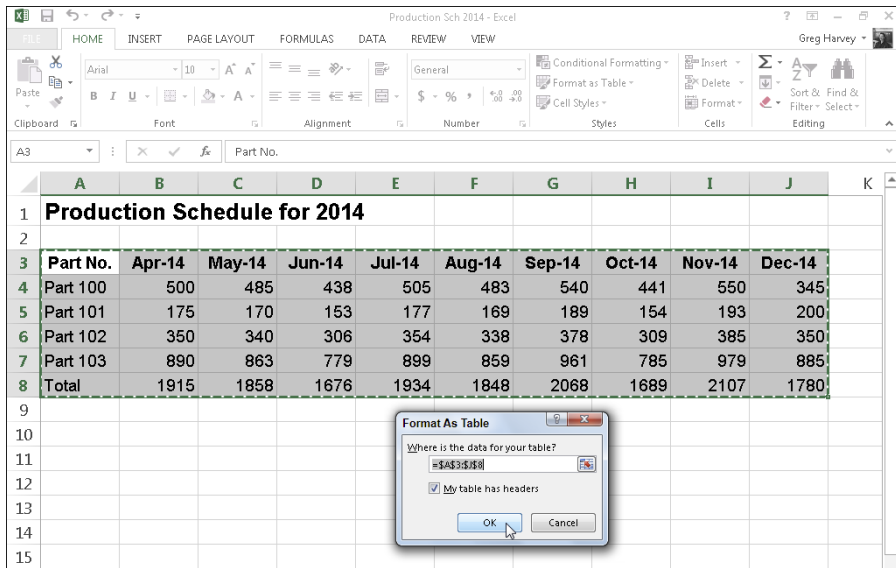 Production Sch 2014 - Excel
?
FILE HOME INSERT PAGE LAYOUT FORMULAS DATA REVIEW VIEW Greg Harvey
Paste
Arial 10 A A
B I U A
General
$ % , .0 .00 .00 .0
Conditional Formatting
Format as Table
Cell Styles
Insert
Delete
Format
Σ
A Z
Sort & Filter
Find & Select
Clipboard Font Alignment Number Styles Cells Editing
A3 fx Part No.
A B C D E F G H I J K
1 Production Schedule for 2014
2
3 Part No. Apr-14 May-14 Jun-14 Jul-14 Aug-14 Sep-14 Oct-14 Nov-14 Dec-14
4 Part 100 500 485 438 505 483 540 441 550 345
5 Part 101 175 170 153 177 169 189 154 193 200
6 Part 102 350 340 306 354 338 378 309 385 350
7 Part 103 890 863 779 899 859 961 785 979 885
8 Total 1915 1858 1676 1934 1848 2068 1689 2107 1780
9
10
11
12
13
14
15
Format As Table ?
Where is the data for your table?
=$A$3:$J$8
My table has headers
OK Cancel